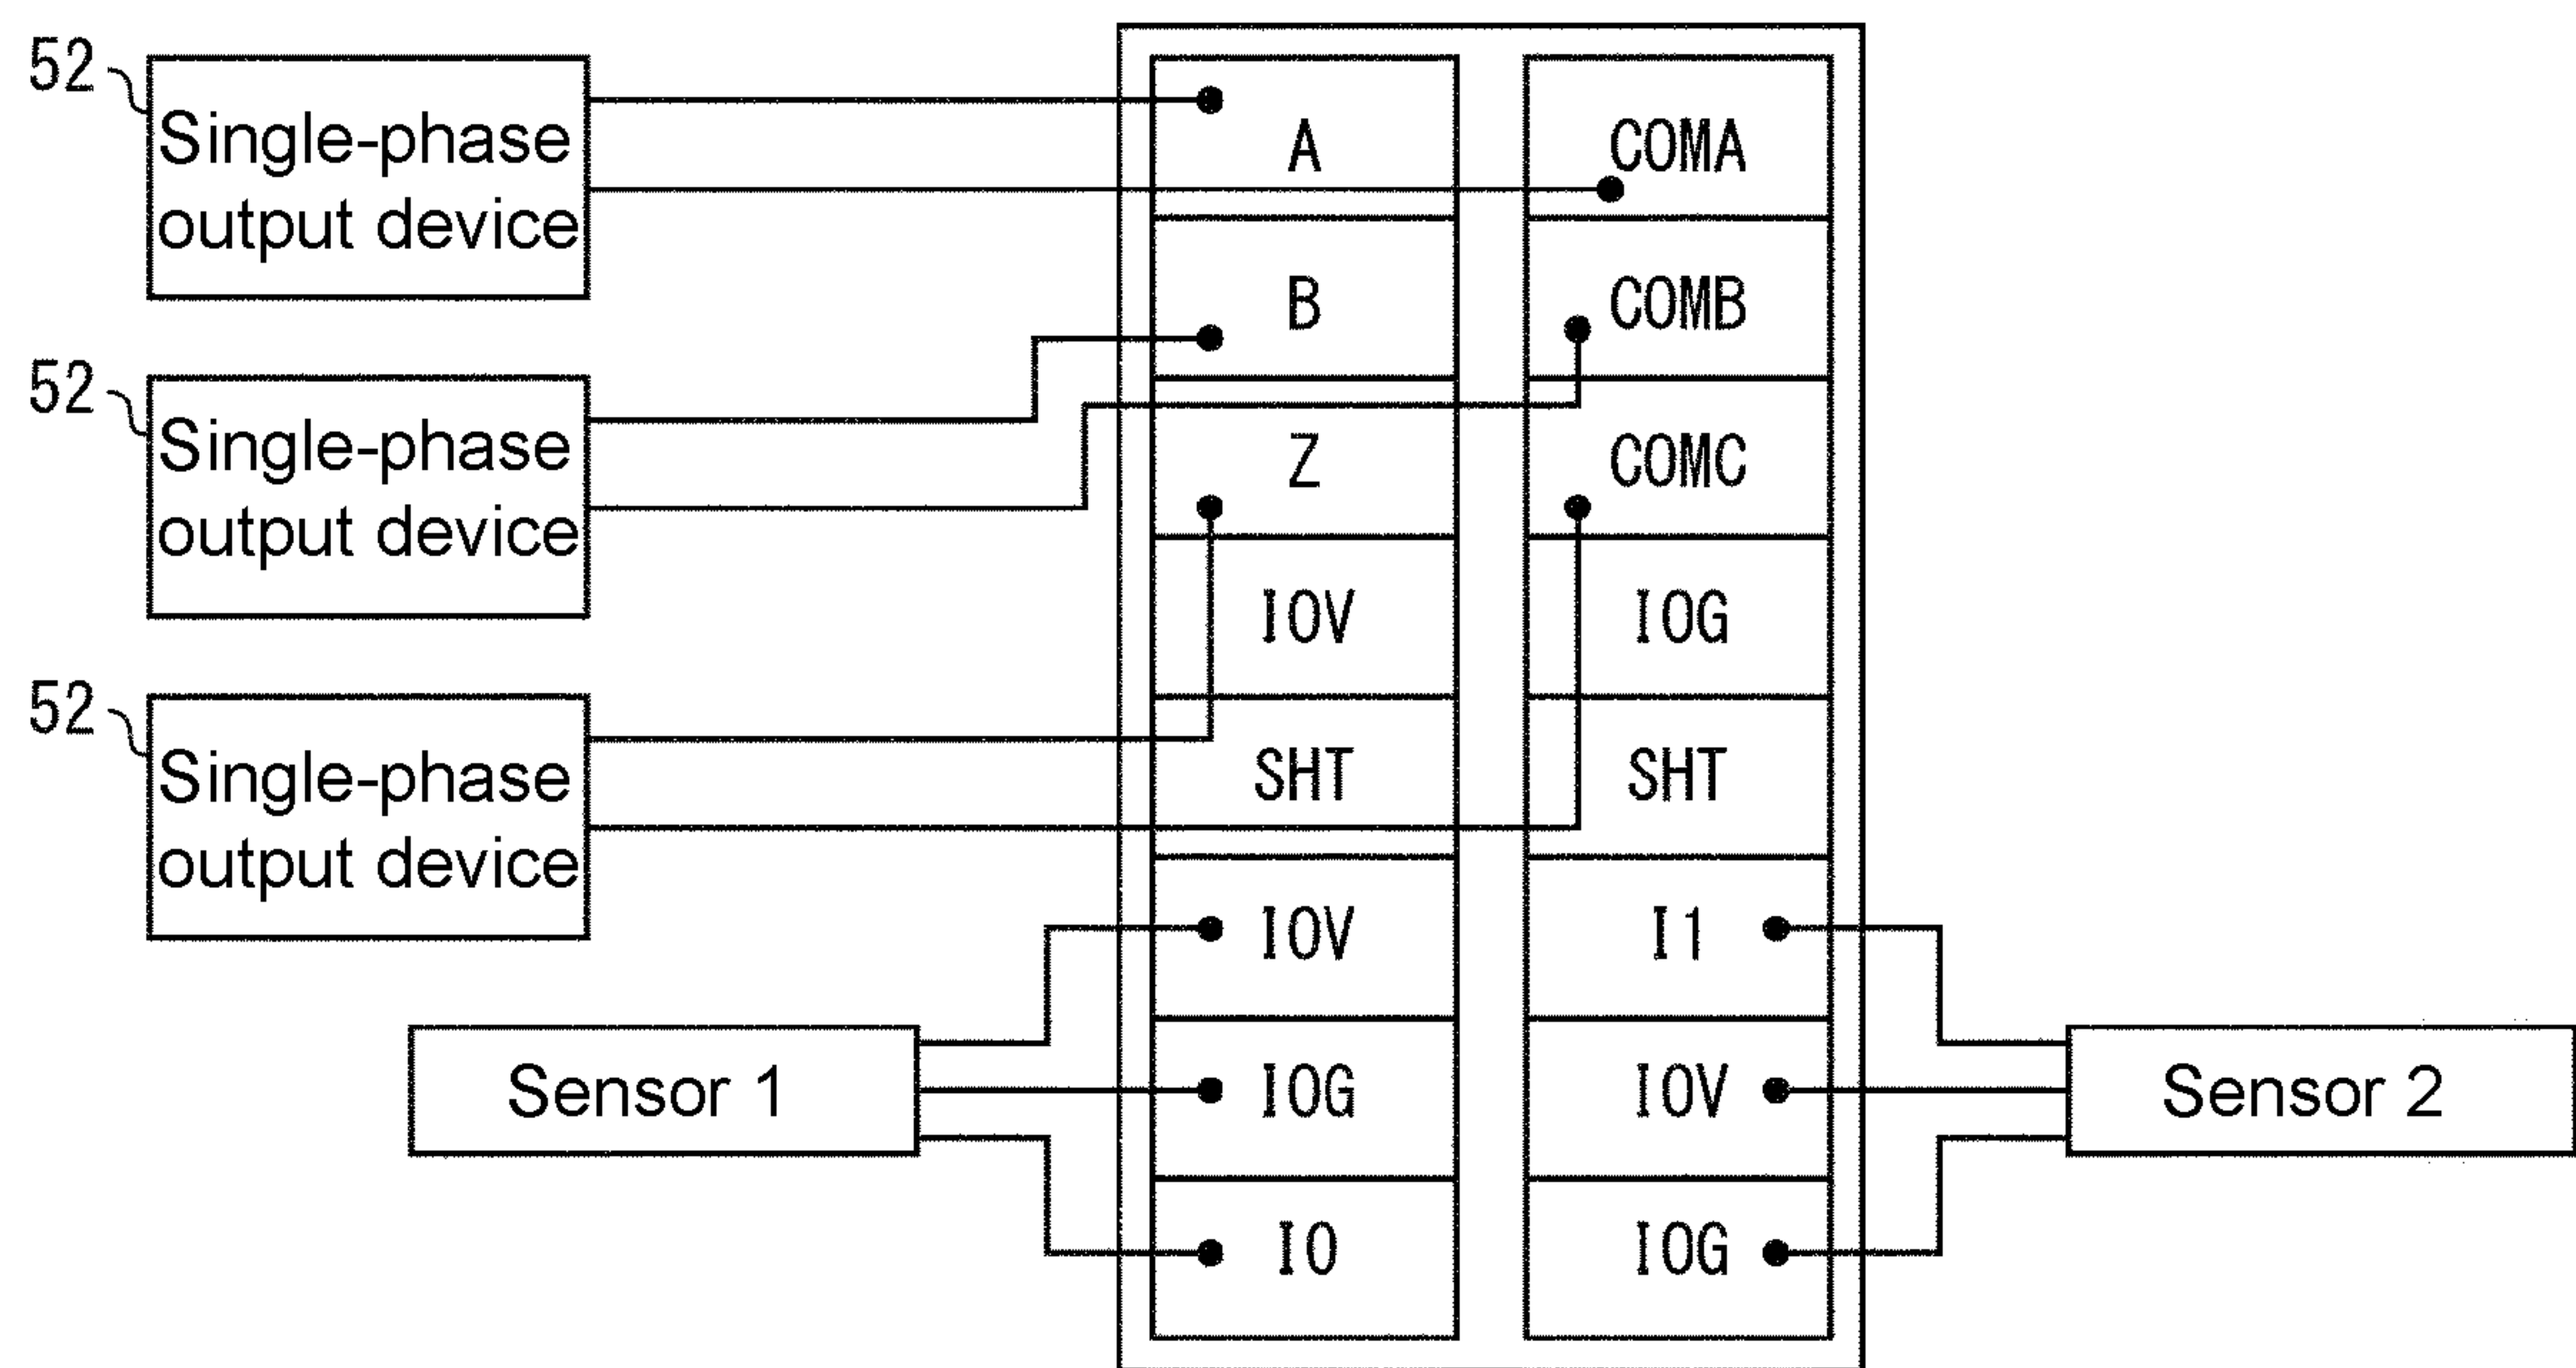 52
Single-phase
output device
52
Single-phase
output device
52
Single-phase
output device
A
COMA
B
COMB
Z
COMC
IOV
IOG
SHT
SHT
IOV
I1
IOG
IOV
I0
IOG
Sensor 1
Sensor 2